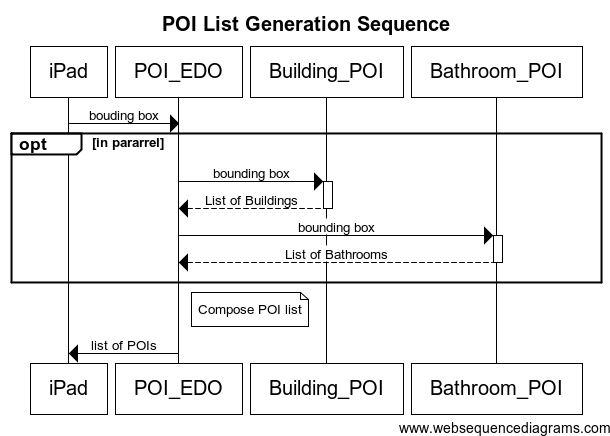 POI List Generation Sequence
iPad POI_EDO Building_POI Bathroom_POI
bouding box
opt [in pararrel]
bounding box
List of Buildings
bounding box
List of Bathrooms
Compose POI list
list of POIs
iPad POI_EDO Building_POI Bathroom_POI
www.websequencediagrams.com